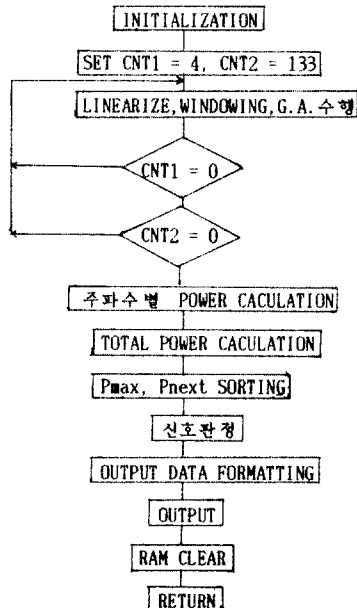 INITIALIZATION
SET CNT1 = 4, CNT2 = 133
LINEARIZE,WINDOWING,G.A.수행
CNT1 = 0
CNT2 = 0
주파수별 POWER CACULATION
TOTAL POWER CACULATION
Pmax, Pnext SORTING
신호판정
OUTPUT DATA FORMATTING
OUTPUT
RAM CLEAR
RETURN